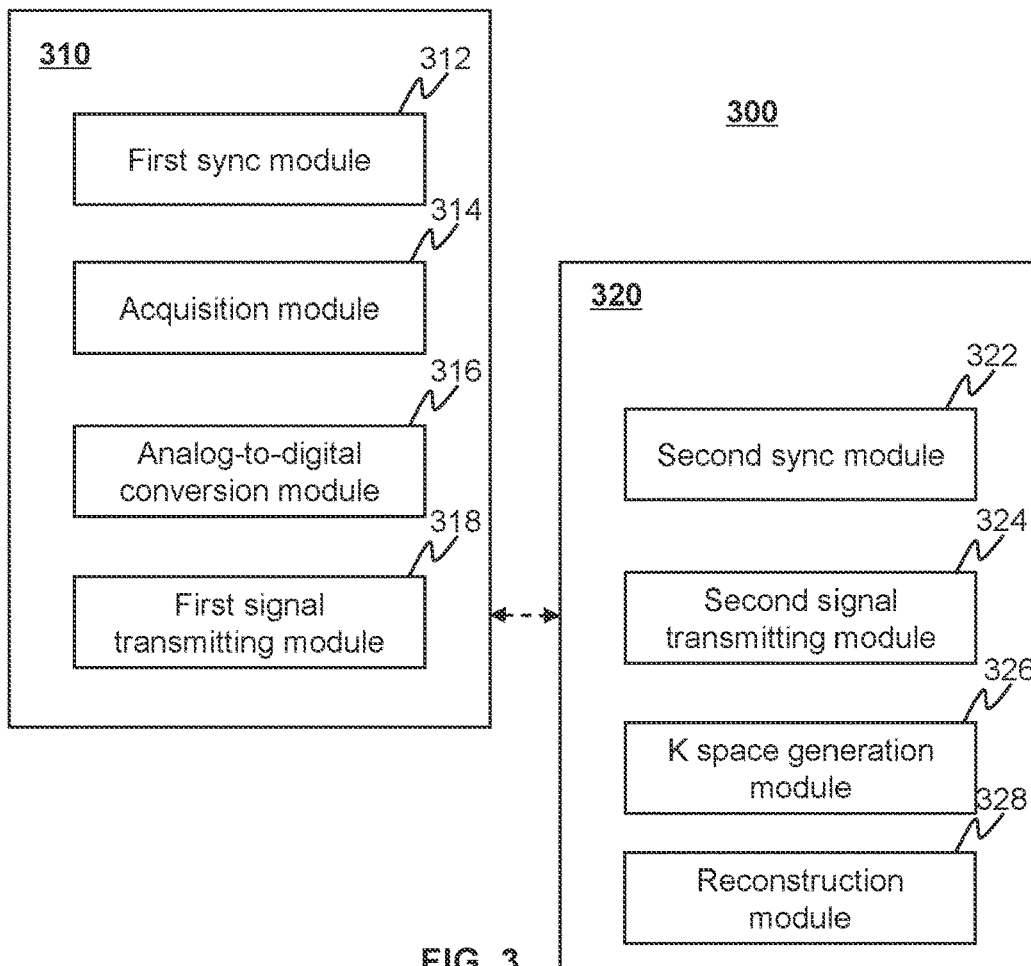 310
312
First sync module
314
Acquisition module
316
Analog-to-digital
conversion module
318
First signal
transmitting module
300
320
322
Second sync module
324
Second signal
transmitting module
326
K space generation
module
328
Reconstruction
module
FIG. 3